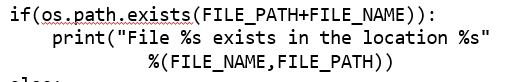 if(os.path.exists(FILE_PATH+FILE_NAME)):
    print("File %s exists in the location %s"
            %(FILE_NAME,FILE_PATH))